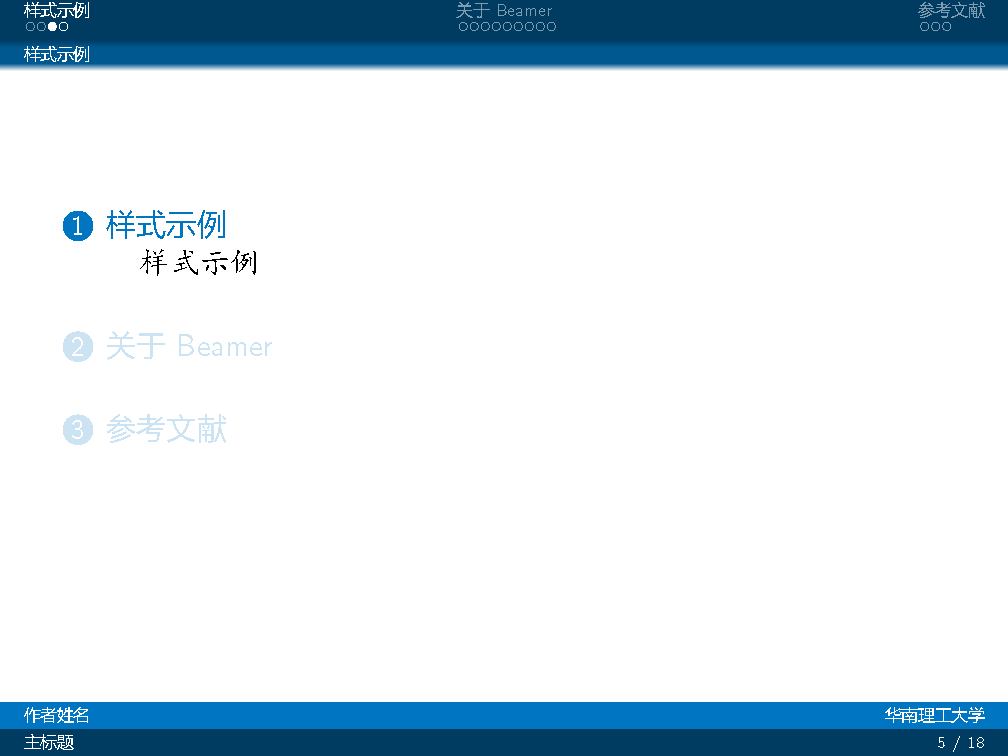 样式示例 关于 Beamer 参考文献
样式示例
1 样式示例
样式示例
2 关于 Beamer
3 参考文献
作者姓名 华南理工大学
主标题 5 / 18